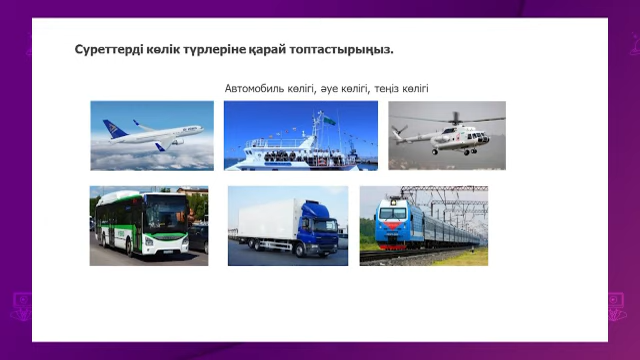 Суреттерді көлік түрлеріне қарай топтастырыңыз.
Автомобиль көлігі, әуе көлігі, теңіз көлігі